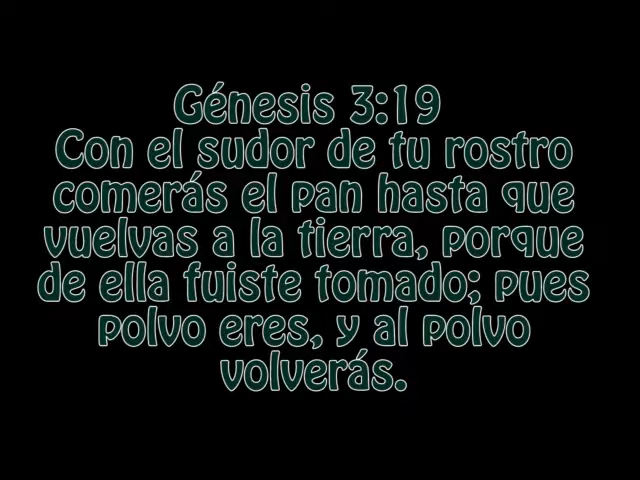 Génesis 3:19
Con el sudor de tu rostro
comerás el pan hasta que
vuelvas a la tierra, porque
de ella fuiste tomado; pues
polvo eres, y al polvo
volverás.